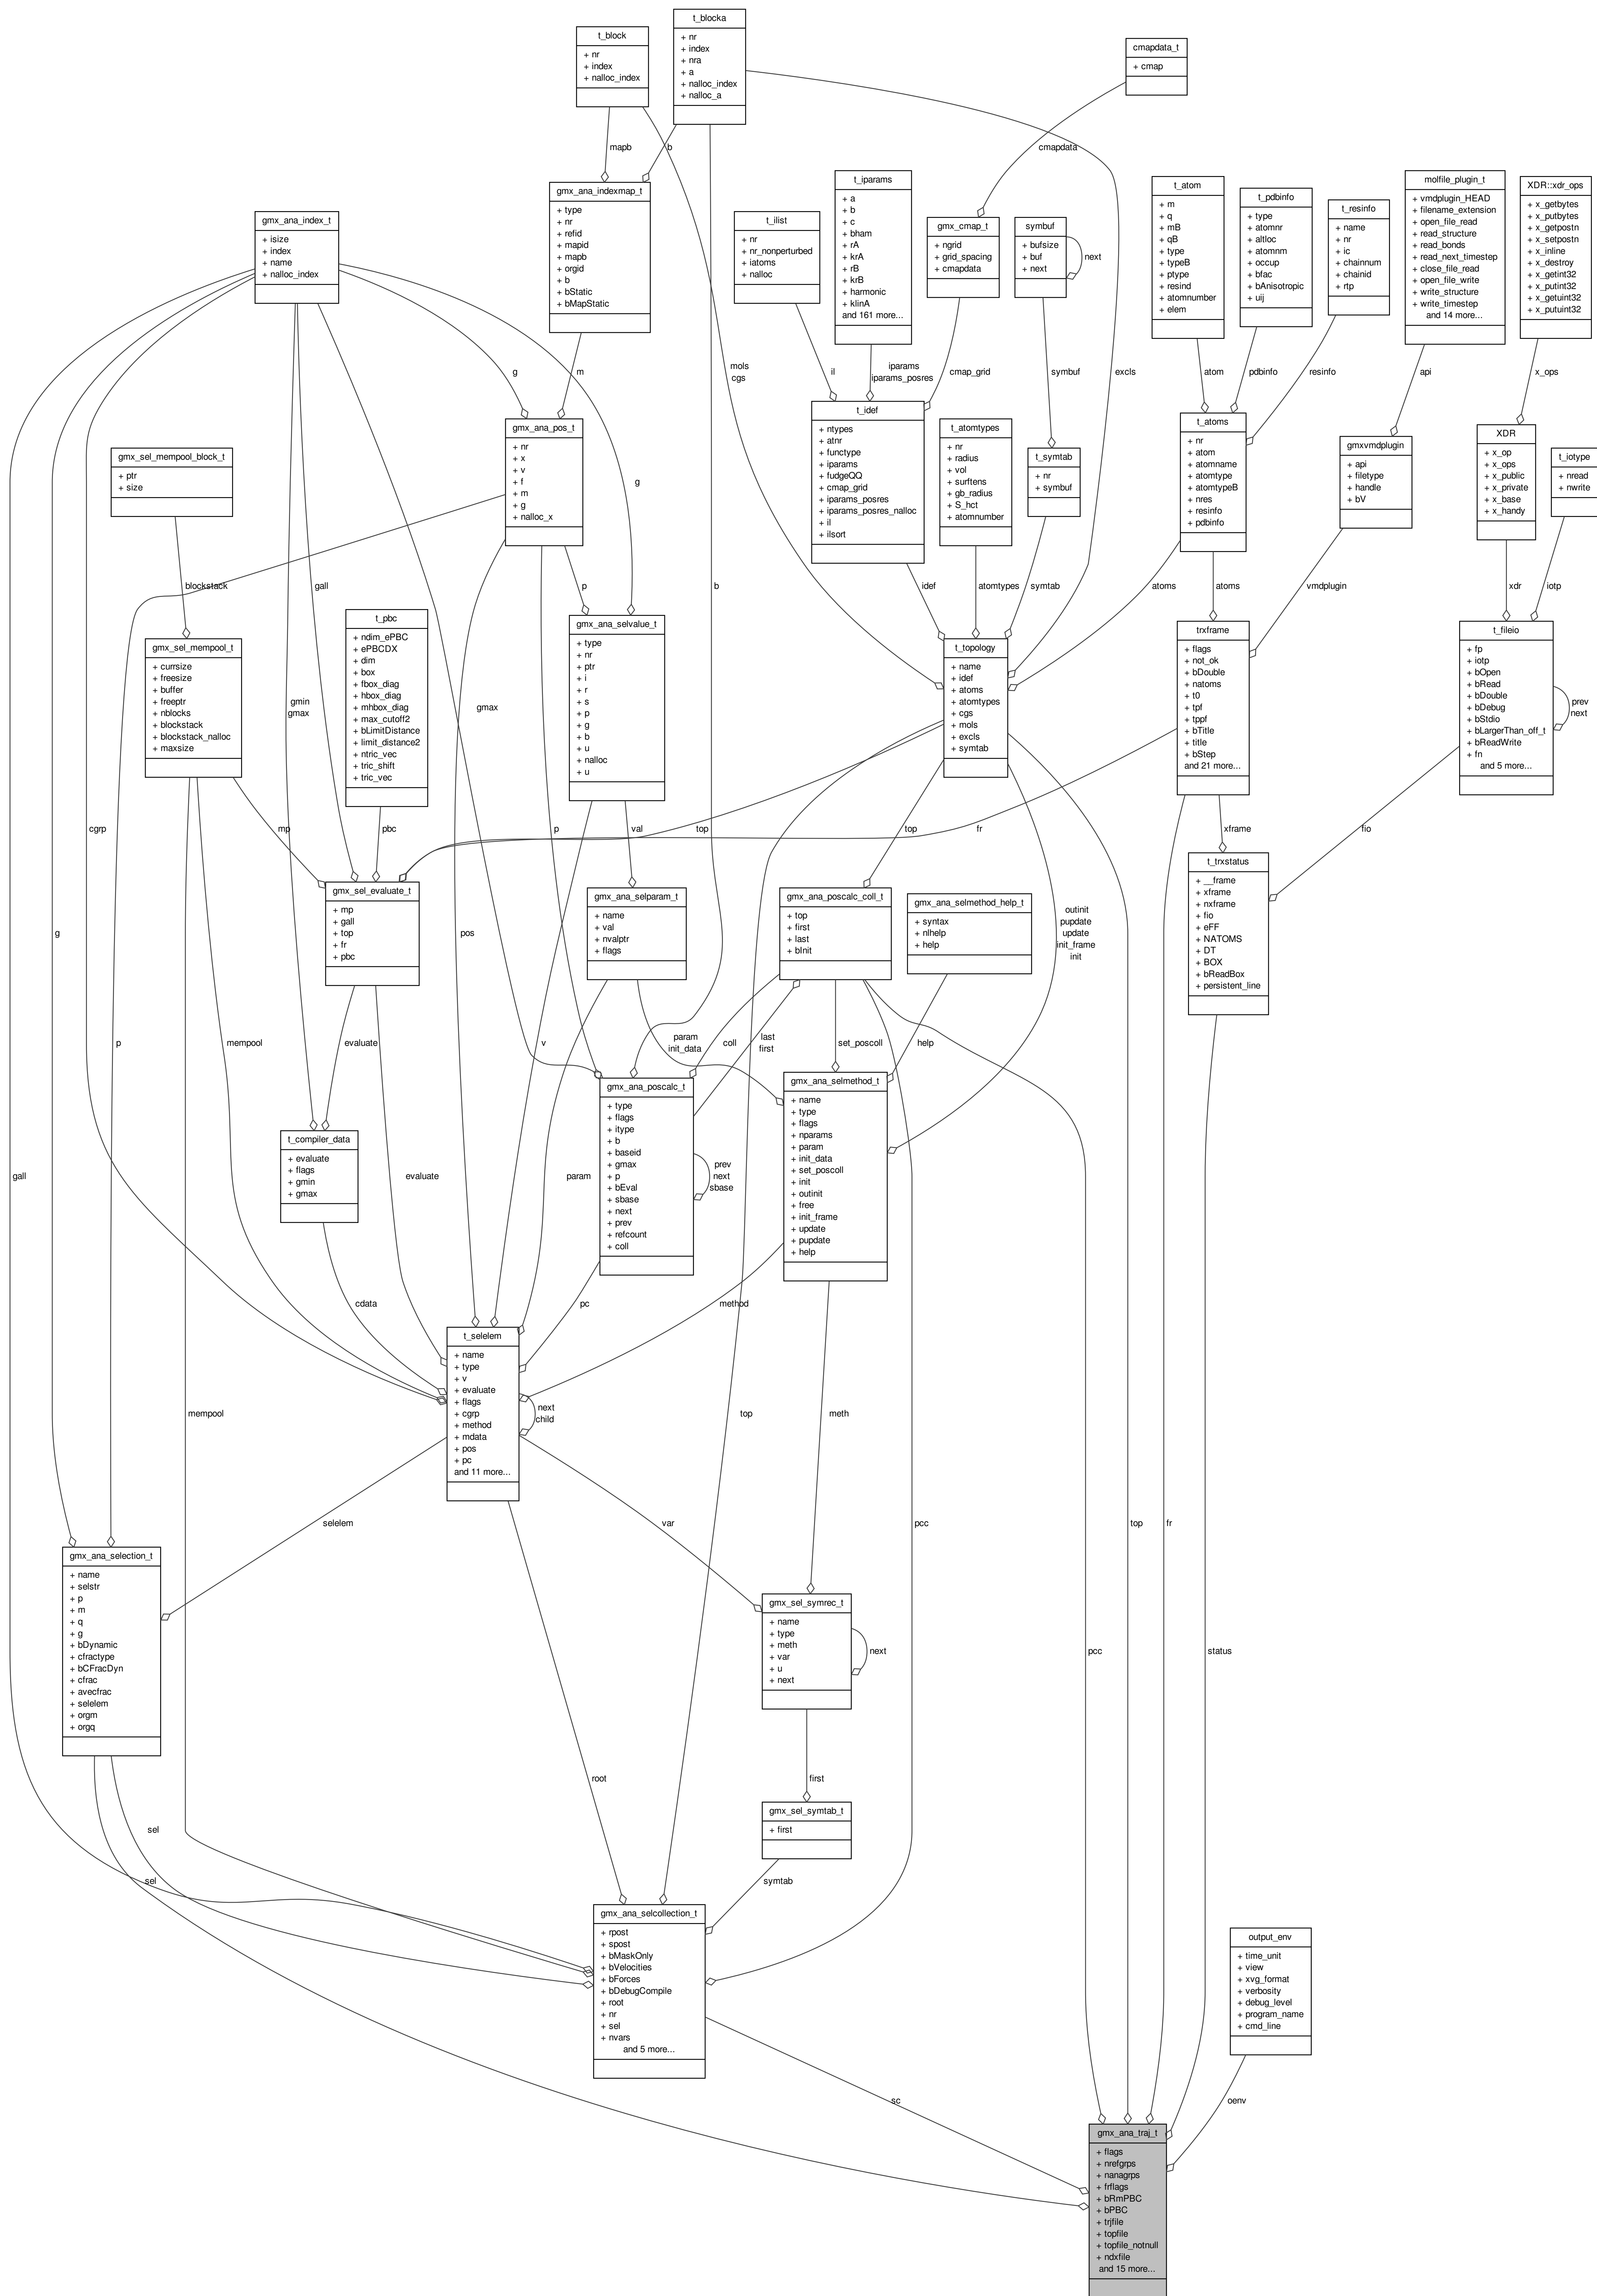 t_block
+ nr
+ index
+ nalloc_index
t_blocka
+ nr
+ index
+ nra
+ a
+ nalloc_index
+ nalloc_a
cmapdata_t
+ cmap
mapb
b
cmapdata
gmx_ana_index_t
+ isize
+ index
+ name
+ nalloc_index
gmx_ana_indexmap_t
+ type
+ nr
+ refid
+ mapid
+ mapb
+ orgid
+ b
+ bStatic
+ bMapStatic
t_ilist
+ nr
+ nr_nonperturbed
+ iatoms
+ nalloc
t_iparams
+ a
+ b
+ c
+ bham
+ rA
+ krA
+ rB
+ krB
+ harmonic
+ klinA
and 161 more...
gmx_cmap_t
+ ngrid
+ grid_spacing
+ cmapdata
symbuf
+ bufsize
+ buf
+ next
next
t_atom
+ m
+ q
+ mB
+ qB
+ type
+ typeB
+ ptype
+ resind
+ atomnumber
+ elem
t_pdbinfo
+ type
+ atomnr
+ altloc
+ atomnm
+ occup
+ bfac
+ bAnisotropic
+ uij
t_resinfo
+ name
+ nr
+ ic
+ chainnum
+ chainid
+ rtp
molfile_plugin_t
+ vmdplugin_HEAD
+ filename_extension
+ open_file_read
+ read_structure
+ read_bonds
+ read_next_timestep
+ close_file_read
+ open_file_write
+ write_structure
+ write_timestep
and 14 more...
XDR::xdr_ops
+ x_getbytes
+ x_putbytes
+ x_getpostn
+ x_setpostn
+ x_inline
+ x_destroy
+ x_getint32
+ x_putint32
+ x_getuint32
+ x_putuint32
g
m
mols
cgs
il
iparams
iparams_posres
cmap_grid
symbuf
excls
atom
pdbinfo
resinfo
api
x_ops
gmx_sel_mempool_block_t
+ ptr
+ size
gmx_ana_pos_t
+ nr
+ x
+ v
+ f
+ m
+ g
+ nalloc_x
g
t_idef
+ ntypes
+ atnr
+ functype
+ iparams
+ fudgeQQ
+ cmap_grid
+ iparams_posres
+ iparams_posres_nalloc
+ il
+ ilsort
t_atomtypes
+ nr
+ radius
+ vol
+ surftens
+ gb_radius
+ S_hct
+ atomnumber
t_symtab
+ nr
+ symbuf
t_atoms
+ nr
+ atom
+ atomname
+ atomtype
+ atomtypeB
+ nres
+ resinfo
+ pdbinfo
gmxvmdplugin
+ api
+ filetype
+ handle
+ bV
XDR
+ x_op
+ x_ops
+ x_public
+ x_private
+ x_base
+ x_handy
t_iotype
+ nread
+ nwrite
blockstack
gall
p
b
idef
atomtypes
symtab
atoms
atoms
vmdplugin
xdr
iotp
gmx_sel_mempool_t
+ currsize
+ freesize
+ buffer
+ freeptr
+ nblocks
+ blockstack
+ blockstack_nalloc
+ maxsize
gmin
gmax
t_pbc
+ ndim_ePBC
+ ePBCDX
+ dim
+ box
+ fbox_diag
+ hbox_diag
+ mhbox_diag
+ max_cutoff2
+ bLimitDistance
+ limit_distance2
+ ntric_vec
+ tric_shift
+ tric_vec
gmax
gmx_ana_selvalue_t
+ type
+ nr
+ ptr
+ i
+ r
+ s
+ p
+ g
+ b
+ u
+ nalloc
+ u
t_topology
+ name
+ idef
+ atoms
+ atomtypes
+ cgs
+ mols
+ excls
+ symtab
trxframe
+ flags
+ not_ok
+ bDouble
+ natoms
+ t0
+ tpf
+ tppf
+ bTitle
+ title
+ bStep
and 21 more...
t_fileio
+ fp
+ iotp
+ bOpen
+ bRead
+ bDouble
+ bDebug
+ bStdio
+ bLargerThan_off_t
+ bReadWrite
+ fn
and 5 more...
prev
next
cgrp
mp
pbc
p
val
top
top
fr
xframe
fio
g
gmx_sel_evaluate_t
+ mp
+ gall
+ top
+ fr
+ pbc
pos
gmx_ana_selparam_t
+ name
+ val
+ nvalptr
+ flags
gmx_ana_poscalc_coll_t
+ top
+ first
+ last
+ bInit
gmx_ana_selmethod_help_t
+ syntax
+ nlhelp
+ help
outinit
pupdate
update
init_frame
init
t_trxstatus
+ __frame
+ xframe
+ nxframe
+ fio
+ eFF
+ NATOMS
+ DT
+ BOX
+ bReadBox
+ persistent_line
p
mempool
evaluate
v
param
init_data
coll
last
first
set_poscoll
help
gmx_ana_poscalc_t
+ type
+ flags
+ itype
+ b
+ baseid
+ gmax
+ p
+ bEval
+ sbase
+ next
+ prev
+ refcount
+ coll
prev
next
sbase
gmx_ana_selmethod_t
+ name
+ type
+ flags
+ nparams
+ param
+ init_data
+ set_poscoll
+ init
+ outinit
+ free
+ init_frame
+ update
+ pupdate
+ help
t_compiler_data
+ evaluate
+ flags
+ gmin
+ gmax
gall
evaluate
param
cdata
pc
method
t_selelem
+ name
+ type
+ v
+ evaluate
+ flags
+ cgrp
+ method
+ mdata
+ pos
+ pc
and 11 more...
next
child
mempool
top
meth
selelem
var
pcc
top
fr
gmx_ana_selection_t
+ name
+ selstr
+ p
+ m
+ q
+ g
+ bDynamic
+ cfractype
+ bCFracDyn
+ cfrac
+ avecfrac
+ selelem
+ orgm
+ orgq
gmx_sel_symrec_t
+ name
+ type
+ meth
+ var
+ u
+ next
next
pcc
status
root
first
gmx_sel_symtab_t
+ first
sel
sel
symtab
gmx_ana_selcollection_t
+ rpost
+ spost
+ bMaskOnly
+ bVelocities
+ bForces
+ bDebugCompile
+ root
+ nr
+ sel
+ nvars
and 5 more...
output_env
+ time_unit
+ view
+ xvg_format
+ verbosity
+ debug_level
+ program_name
+ cmd_line
sc
oenv
gmx_ana_traj_t
+ flags
+ nrefgrps
+ nanagrps
+ frflags
+ bRmPBC
+ bPBC
+ trjfile
+ topfile
+ topfile_notnull
+ ndxfile
and 15 more...